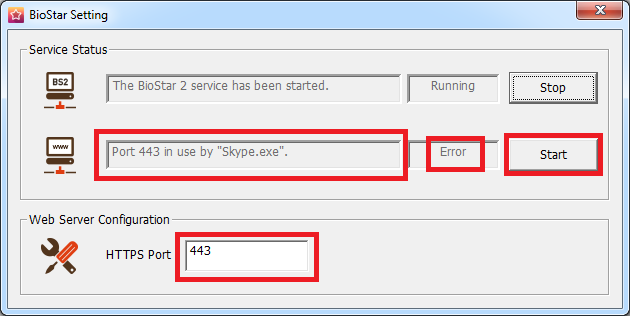 BioStar Setting
Service Status
BS2
The BioStar 2 service has been started.
Running
Stop
www
Port 443 in use by "Skype.exe".
Error
Start
Web Server Configuration
HTTPS Port
443